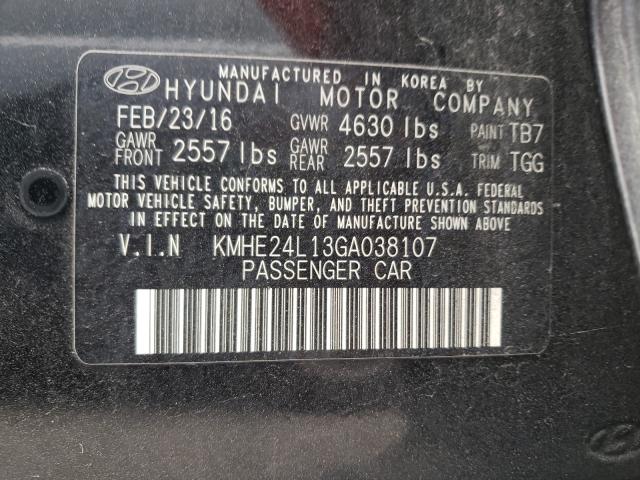 MANUFACTURED IN KOREA BY
HYUNDAI MOTOR COMPANY
FEB/23/16 GVWR 4630 lbs PAINT TB7
GAWR FRONT 2557 lbs GAWR REAR 2557 lbs TRIM TGG
THIS VEHICLE CONFORMS TO ALL APPLICABLE U.S.A. FEDERAL
MOTOR VEHICLE SAFETY, BUMPER, AND THEFT PREVENTION STANDARDS
IN EFFECT ON THE DATE OF MANUFACTURE SHOWN ABOVE
V.I.N KMHE24L13GA038107
PASSENGER CAR